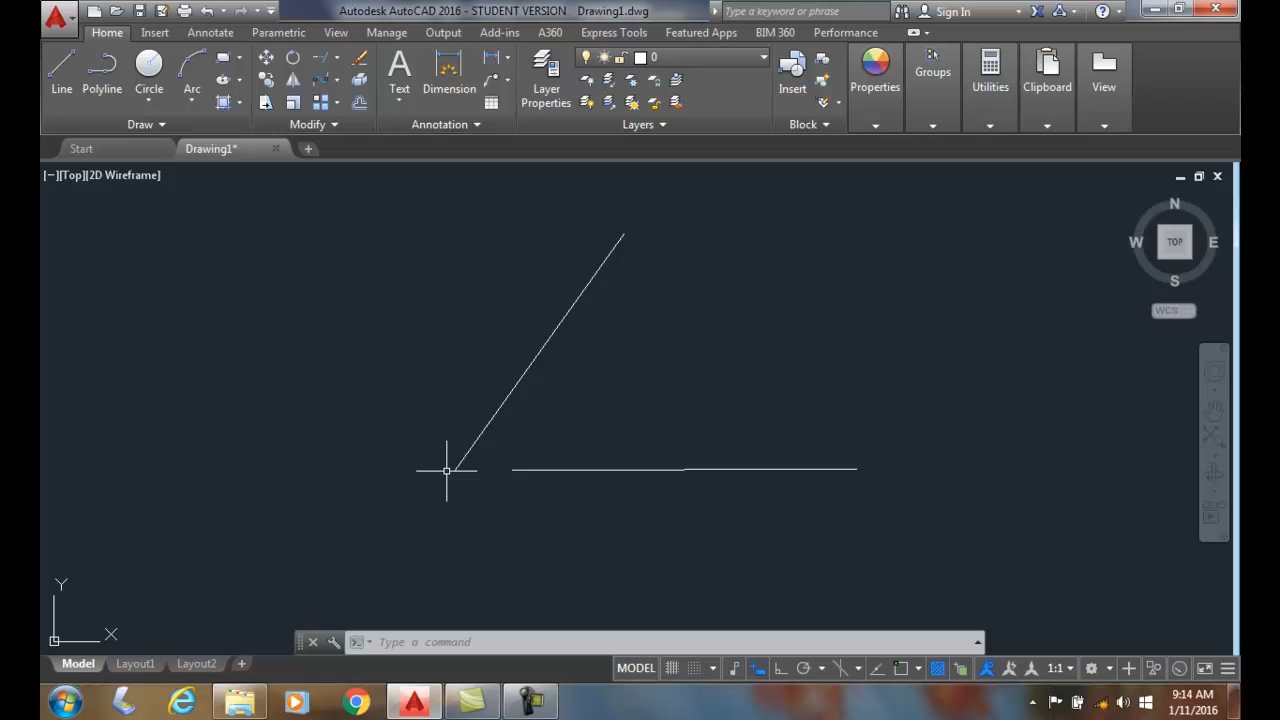 Autodesk AutoCAD 2016 - STUDENT VERSION Drawing1.dwg
Type a keyword or phrase
Sign In
Home Insert Annotate Parametric View Manage Output Add-ins A360 Express Tools Featured Apps BIM 360 Performance
Line Polyline Circle Arc
Text Dimension
Layer Properties
0
Insert
Properties
Groups
Utilities
Clipboard
View
Draw Modify Annotation Layers Block
Start Drawing1*
[−][Top][2D Wireframe]
N
W TOP E
S
WCS
Y
X
Type a command
Model Layout1 Layout2
MODEL
1:1
9:14 AM
1/11/2016